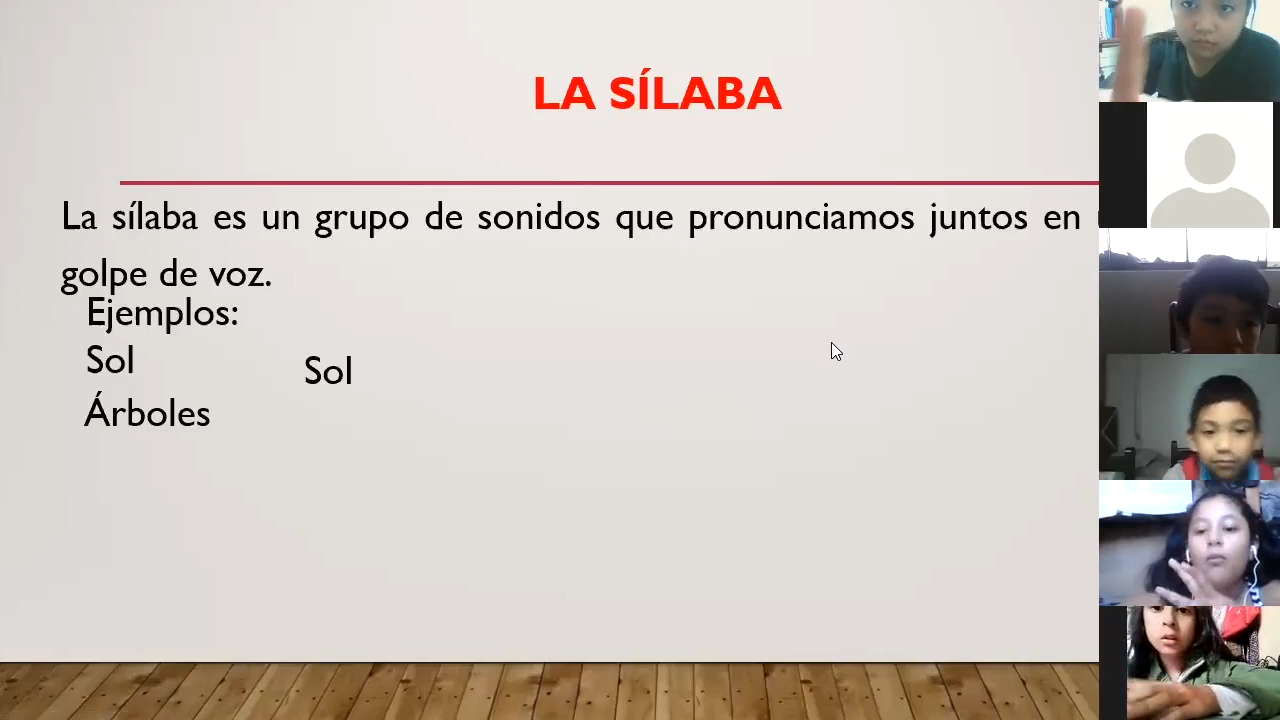 LA SÍLABA
La sílaba es un grupo de sonidos que pronunciamos juntos en
golpe de voz.
Ejemplos:
Sol
Sol
Árboles